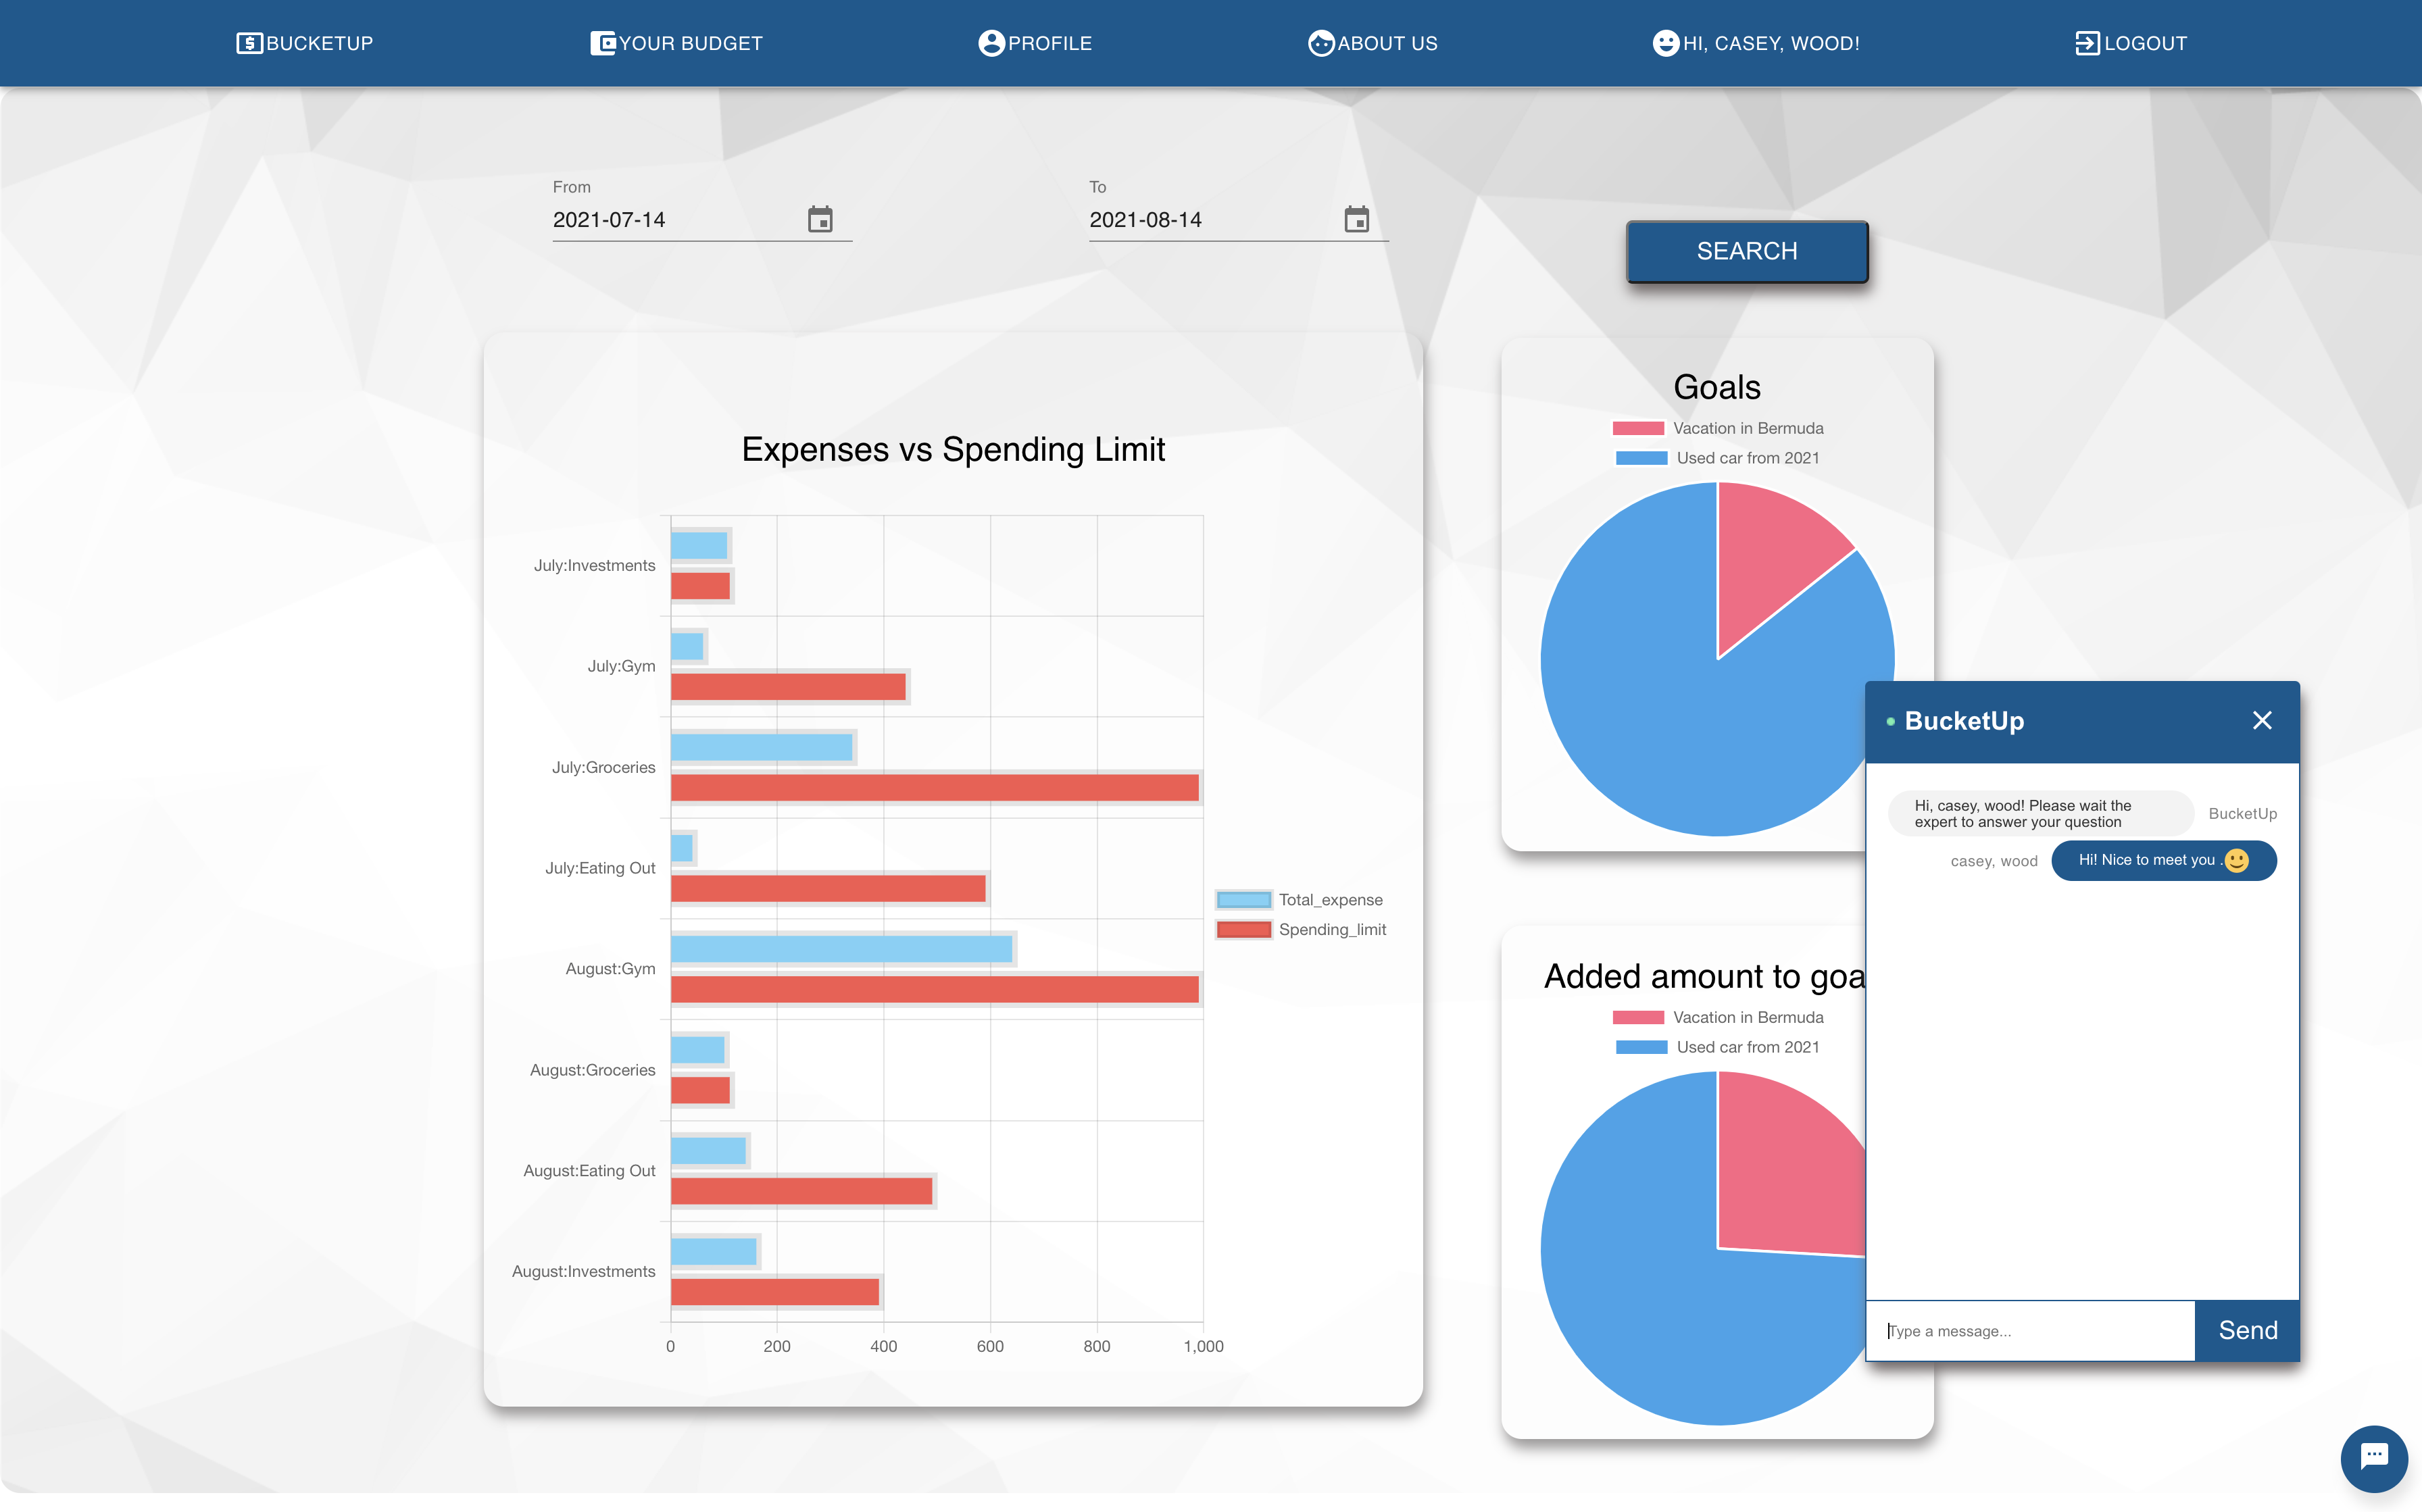 BUCKETUP
YOUR BUDGET
PROFILE
ABOUT US
HI, CASEY, WOOD!
LOGOUT
From
2021-07-14
To
2021-08-14
SEARCH
Expenses vs Spending Limit
July:Investments
July:Gym
July:Groceries
July:Eating Out
August:Gym
August:Groceries
August:Eating Out
August:Investments
0 200 400 600 800 1,000
Total_expense
Spending_limit
Goals
Vacation in Bermuda
Used car from 2021
Added amount to goa
Vacation in Bermuda
Used car from 2021
BucketUp
Hi, casey, wood! Please wait the
expert to answer your question
BucketUp
casey, wood
Hi! Nice to meet you .🙂
Type a message...
Send